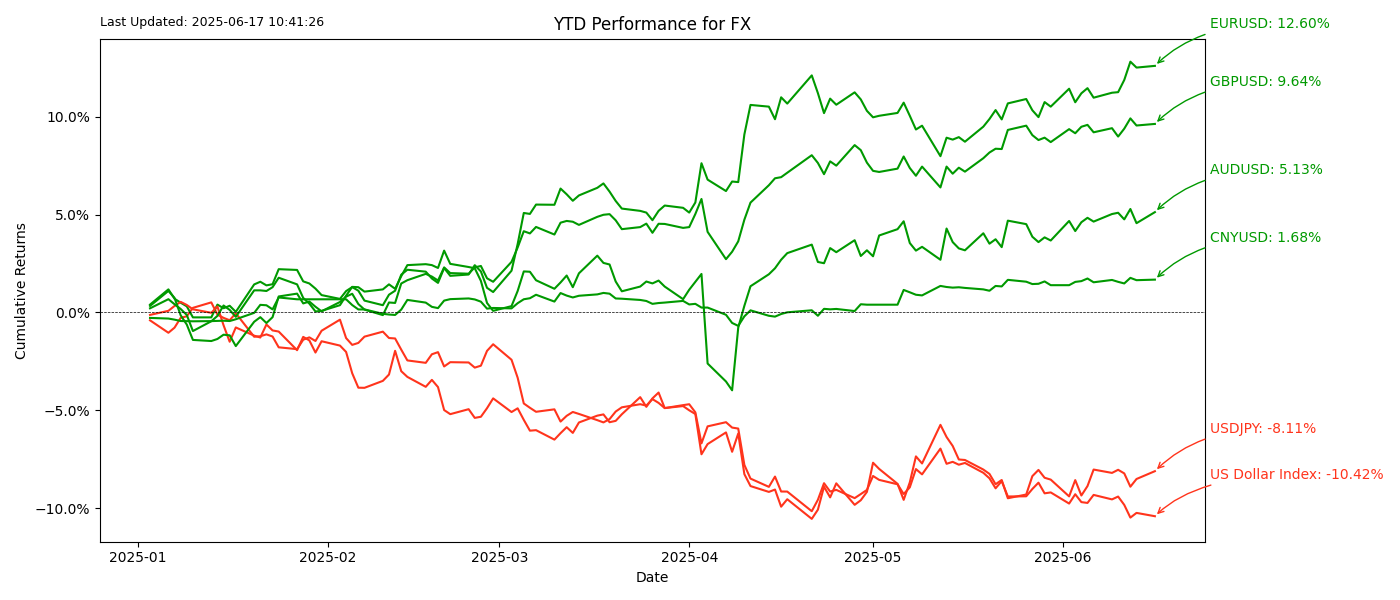 Last Updated: 2025-06-17 10:41:26
YTD Performance for FX
EURUSD: 12.60%
GBPUSD: 9.64%
AUDUSD: 5.13%
CNYUSD: 1.68%
USDJPY: -8.11%
US Dollar Index: -10.42%
Cumulative Returns
10.0%
5.0%
0.0%
−5.0%
−10.0%
2025-01
2025-02
2025-03
2025-04
2025-05
2025-06
Date